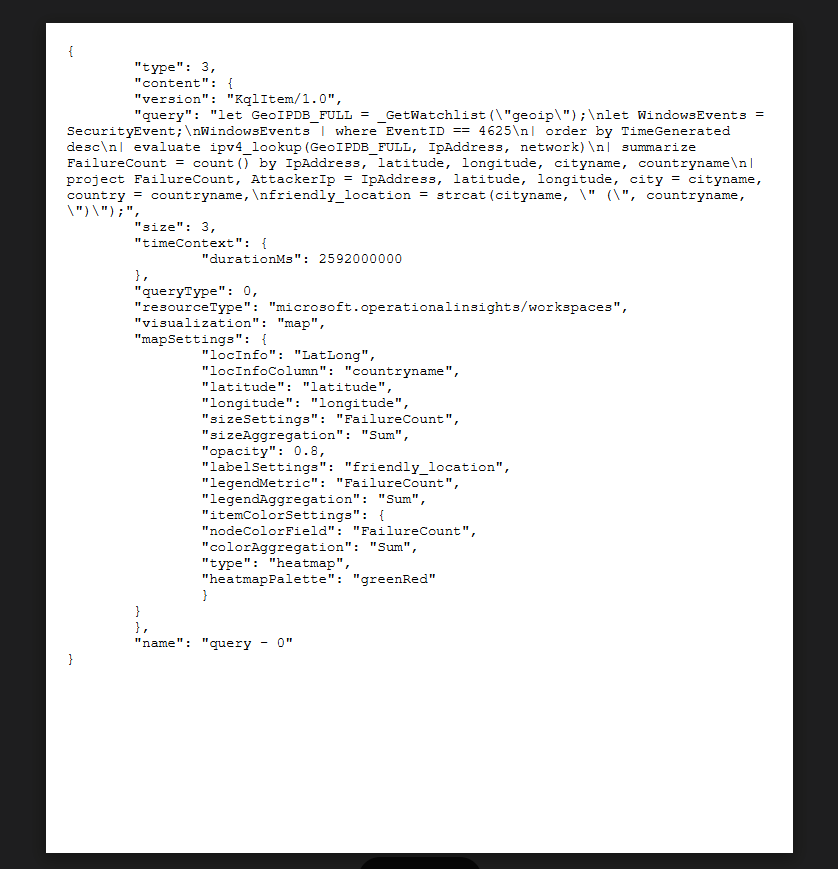 {
"type": 3,
"content": {
"version": "KqlItem/1.0",
"query": "let GeoIPDB_FULL = _GetWatchlist(\"geoip\");\nlet WindowsEvents =
SecurityEvent;\nWindowsEvents | where EventID == 4625\n| order by TimeGenerated
desc\n| evaluate ipv4_lookup(GeoIPDB_FULL, IpAddress, network)\n| summarize
FailureCount = count() by IpAddress, latitude, longitude, cityname, countryname\n|
project FailureCount, AttackerIp = IpAddress, latitude, longitude, city = cityname,
country = countryname,\nfriendly_location = strcat(cityname, \" (\", countryname,
\")\");",
"size": 3,
"timeContext": {
"durationMs": 2592000000
},
"queryType": 0,
"resourceType": "microsoft.operationalinsights/workspaces",
"visualization": "map",
"mapSettings": {
"locInfo": "LatLong",
"locInfoColumn": "countryname",
"latitude": "latitude",
"longitude": "longitude",
"sizeSettings": "FailureCount",
"sizeAggregation": "Sum",
"opacity": 0.8,
"labelSettings": "friendly_location",
"legendMetric": "FailureCount",
"legendAggregation": "Sum",
"itemColorSettings": {
"nodeColorField": "FailureCount",
"colorAggregation": "Sum",
"type": "heatmap",
"heatmapPalette": "greenRed"
}
}
},
"name": "query - 0"
}